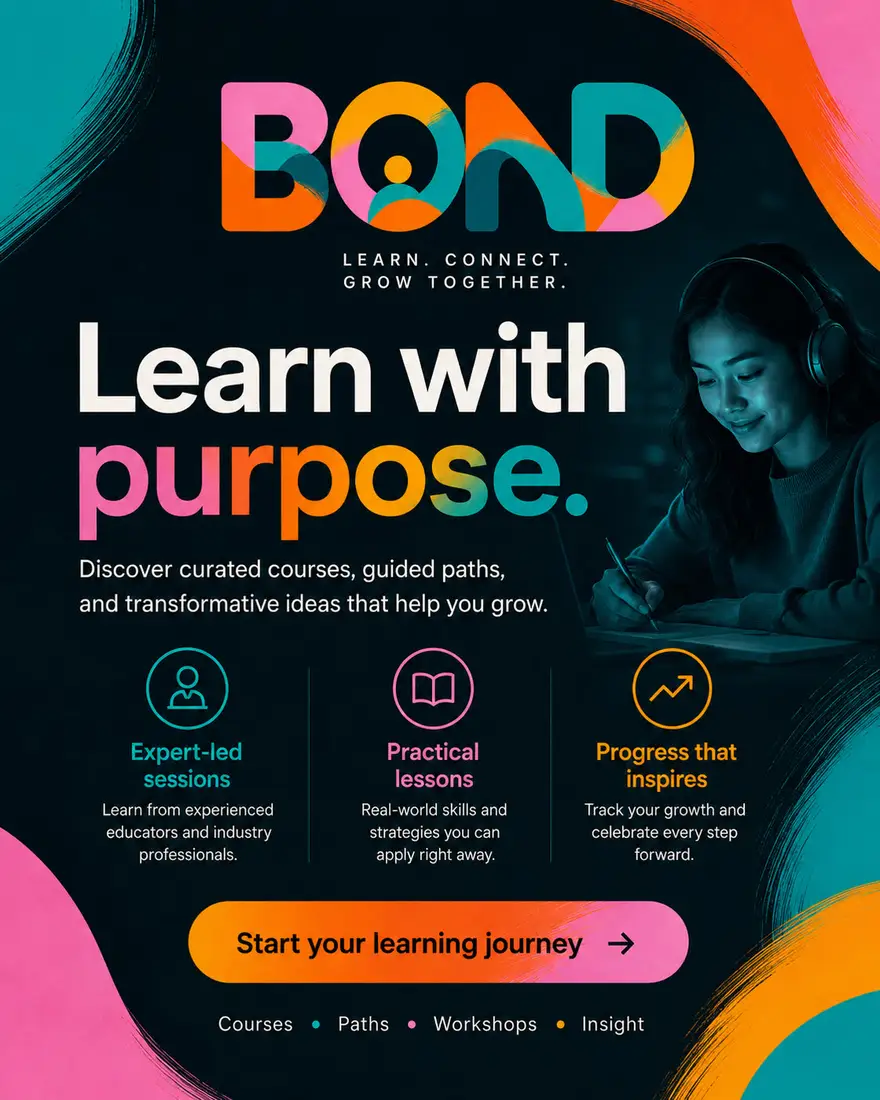 BOND
LEARN. CONNECT.
GROW TOGETHER.
Learn with
purpose.
Discover curated courses, guided paths,
and transformative ideas that help you grow.
Expert-led
sessions
Learn from experienced
educators and industry
professionals.
Practical
lessons
Real-world skills and
strategies you can
apply right away.
Progress that
inspires
Track your growth and
celebrate every step
forward.
Start your learning journey →
Courses • Paths • Workshops • Insight